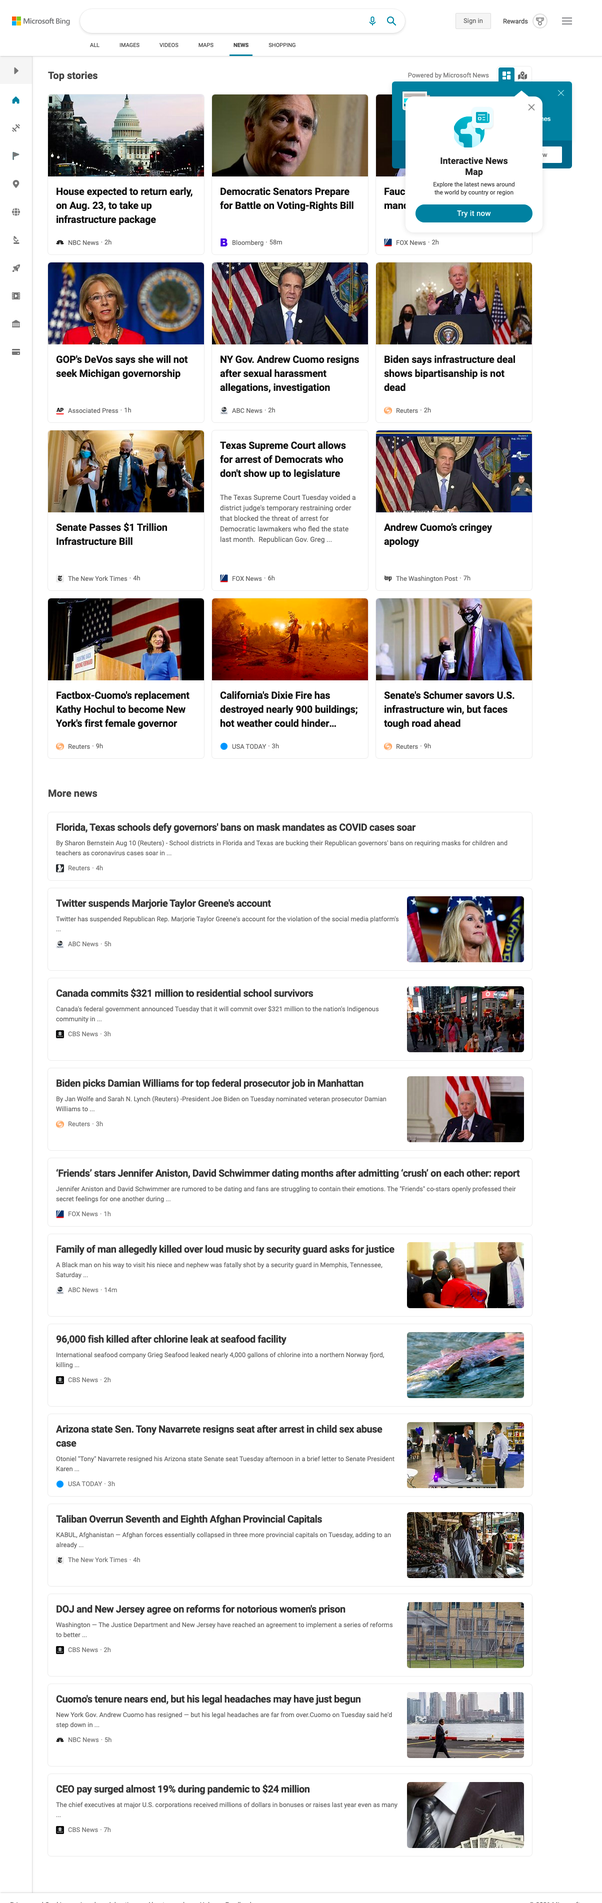 Microsoft Bing
Sign in
Rewards
ALL
IMAGES
VIDEOS
MAPS
NEWS
SHOPPING
Top stories
Powered by Microsoft News
Interactive News
Map
Explore the latest news around
the world by country or region
Try it now
House expected to return early,
on Aug. 23, to take up
infrastructure package
NBC News · 2h
Democratic Senators Prepare
for Battle on Voting-Rights Bill
Bloomberg · 58m
FOX News · 2h
GOP's DeVos says she will not
seek Michigan governorship
Associated Press · 1h
NY Gov. Andrew Cuomo resigns
after sexual harassment
allegations, investigation
ABC News · 2h
Biden says infrastructure deal
shows bipartisanship is not
dead
Reuters · 2h
Senate Passes $1 Trillion
Infrastructure Bill
The New York Times · 4h
Texas Supreme Court allows
for arrest of Democrats who
don't show up to legislature
The Texas Supreme Court Tuesday voided a
district judge's temporary restraining order
that blocked the threat of arrest for
Democratic lawmakers who fled the state
last month. Republican Gov. Greg ...
FOX News · 6h
Andrew Cuomo's cringey
apology
The Washington Post · 7h
Factbox-Cuomo's replacement
Kathy Hochul to become New
York's first female governor
Reuters · 9h
California's Dixie Fire has
destroyed nearly 900 buildings;
hot weather could hinder...
USA TODAY · 3h
Senate's Schumer savors U.S.
infrastructure win, but faces
tough road ahead
Reuters · 9h
More news
Florida, Texas schools defy governors' bans on mask mandates as COVID cases soar
By Sharon Bernstein Aug 10 (Reuters) - School districts in Florida and Texas are bucking their Republican governors' bans on requiring masks for children and
teachers as coronavirus cases soar in ...
Reuters · 4h
Twitter suspends Marjorie Taylor Greene's account
Twitter has suspended Republican Rep. Marjorie Taylor Greene's account for the violation of the social media platform's
...
ABC News · 5h
Canada commits $321 million to residential school survivors
Canada's federal government announced Tuesday that it will commit over $321 million to the nation's Indigenous
community in ...
CBS News · 3h
Biden picks Damian Williams for top federal prosecutor job in Manhattan
By Jan Wolfe and Sarah N. Lynch (Reuters) -President Joe Biden on Tuesday nominated veteran prosecutor Damian
Williams to ...
Reuters · 3h
'Friends' stars Jennifer Aniston, David Schwimmer dating months after admitting 'crush' on each other: report
Jennifer Aniston and David Schwimmer are rumored to be dating and fans are struggling to contain their emotions. The "Friends" co-stars openly professed their
secret feelings for one another during ...
FOX News · 1h
Family of man allegedly killed over loud music by security guard asks for justice
A Black man on his way to visit his niece and nephew was fatally shot by a security guard in Memphis, Tennessee,
Saturday ...
ABC News · 14m
96,000 fish killed after chlorine leak at seafood facility
International seafood company Grieg Seafood leaked nearly 4,000 gallons of chlorine into a northern Norway fjord,
killing ...
CBS News · 2h
Arizona state Sen. Tony Navarrete resigns seat after arrest in child sex abuse
case
Otoniel "Tony" Navarrete resigned his Arizona state Senate seat Tuesday afternoon in a brief letter to Senate President
Karen ...
USA TODAY · 3h
Taliban Overrun Seventh and Eighth Afghan Provincial Capitals
KABUL, Afghanistan — Afghan forces essentially collapsed in three more provincial capitals on Tuesday, adding to an
already ...
The New York Times · 4h
DOJ and New Jersey agree on reforms for notorious women's prison
Washington — The Justice Department and New Jersey have reached an agreement to implement a series of reforms
to better ...
CBS News · 2h
Cuomo's tenure nears end, but his legal headaches may have just begun
New York Gov. Andrew Cuomo has resigned — but his legal headaches are far from over.Cuomo on Tuesday said he'd
step down in ...
NBC News · 5h
CEO pay surged almost 19% during pandemic to $24 million
The chief executives at major U.S. corporations received millions of dollars in bonuses or raises last year even as many
...
CBS News · 7h